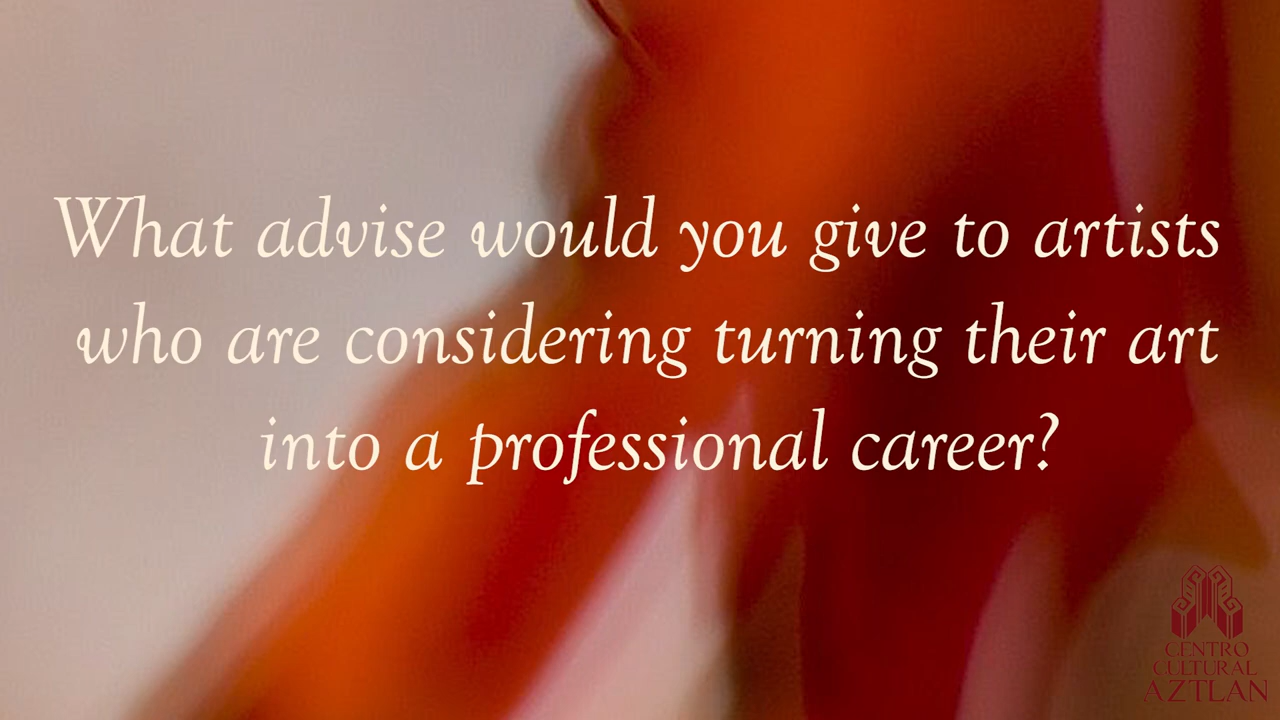 What advise would you give to artists
who are considering turning their art
into a professional career?
CENTRO
CULTURAL
AZTLAN